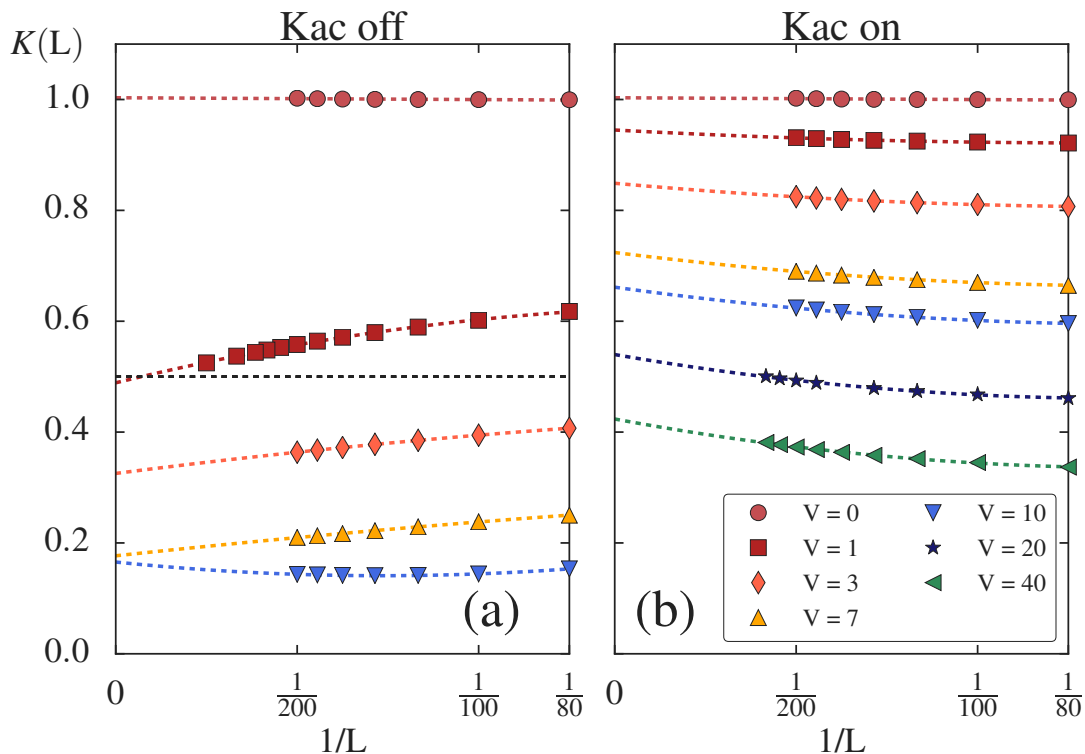 Kac off
Kac on
K(L)
1.0
0.8
0.6
0.4
0.2
0.0
(a)
(b)
V = 0
V = 1
V = 3
V = 7
V = 10
V = 20
V = 40
0
1/200
1/100
1/80
1/L
0
1/200
1/100
1/80
1/L